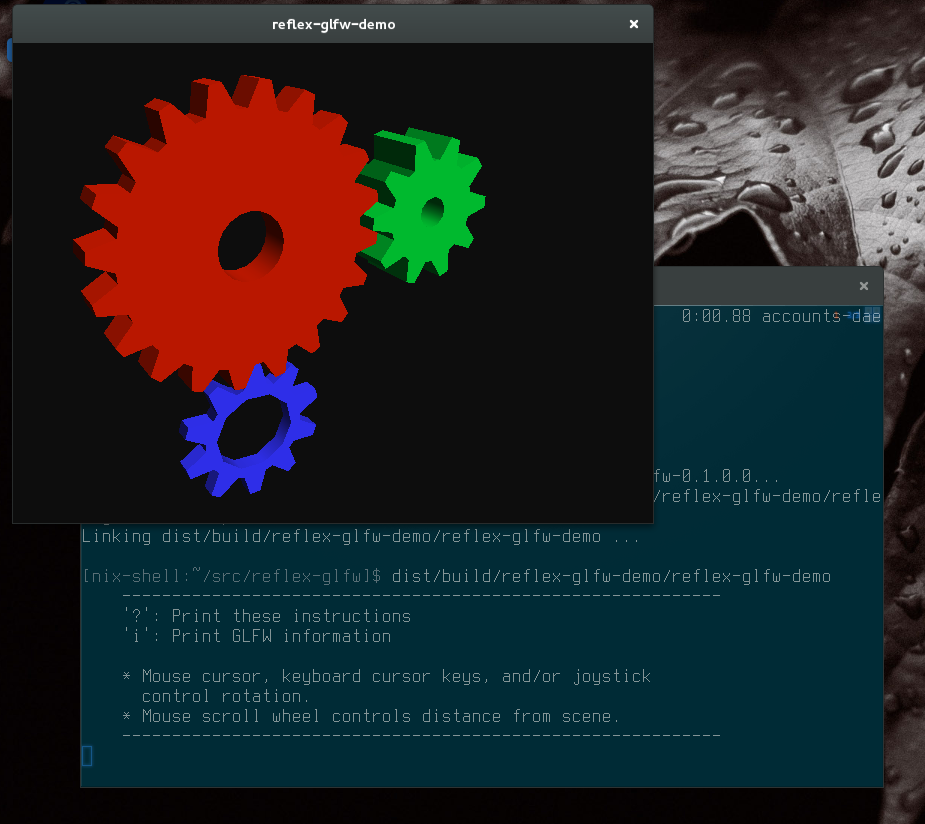 reflex-glfw-demo
0:00.88 accounts-dae
fw-0.1.0.0...
/reflex-glfw-demo/refle
Linking dist/build/reflex-glfw-demo/reflex-glfw-demo ...
[nix-shell:~/src/reflex-glfw]$ dist/build/reflex-glfw-demo/reflex-glfw-demo
------------------------------------------------------------
'?': Print these instructions
'i': Print GLFW information
* Mouse cursor, keyboard cursor keys, and/or joystick
control rotation.
* Mouse scroll wheel controls distance from scene.
------------------------------------------------------------